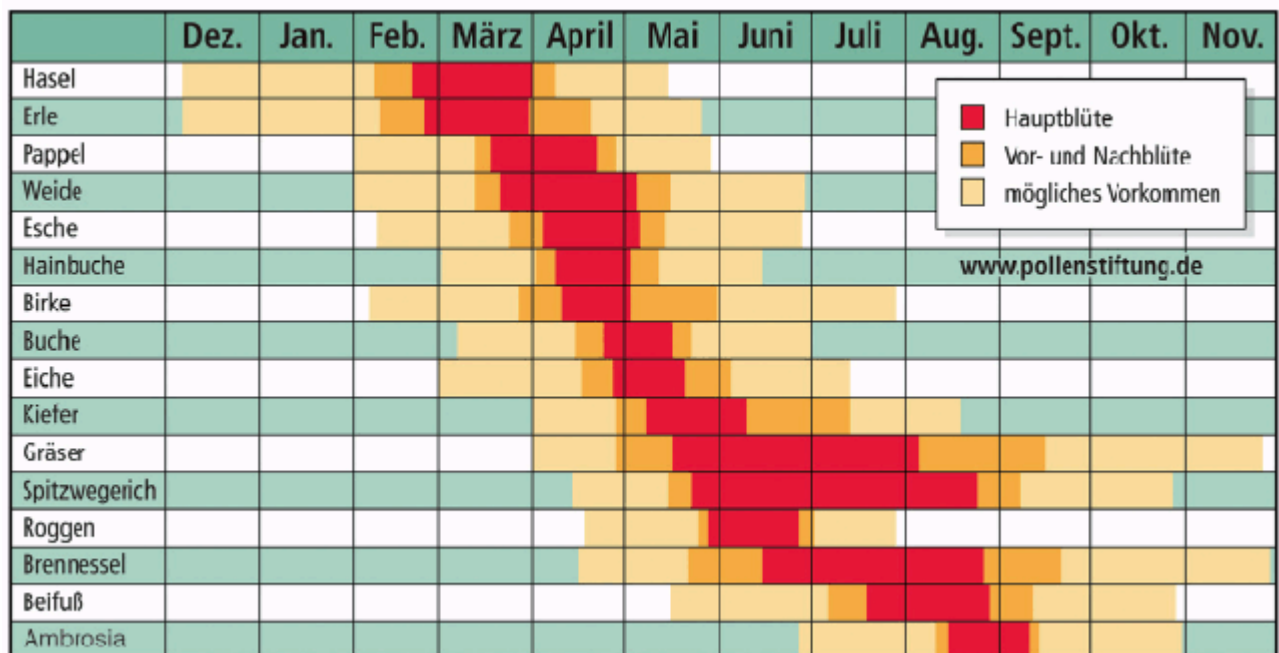 Dez. Jan. Feb. März April Mai Juni Juli Aug. Sept. Okt. Nov.
Hasel
Erle
Hauptblüte
Pappel
Vor- und Nachblüte
Weide
mögliches Vorkommen
Esche
Hainbuche
www.pollenstiftung.de
Birke
Buche
Eiche
Kiefer
Gräser
Spitzwegerich
Roggen
Brennessel
Beifuß
Ambrosia